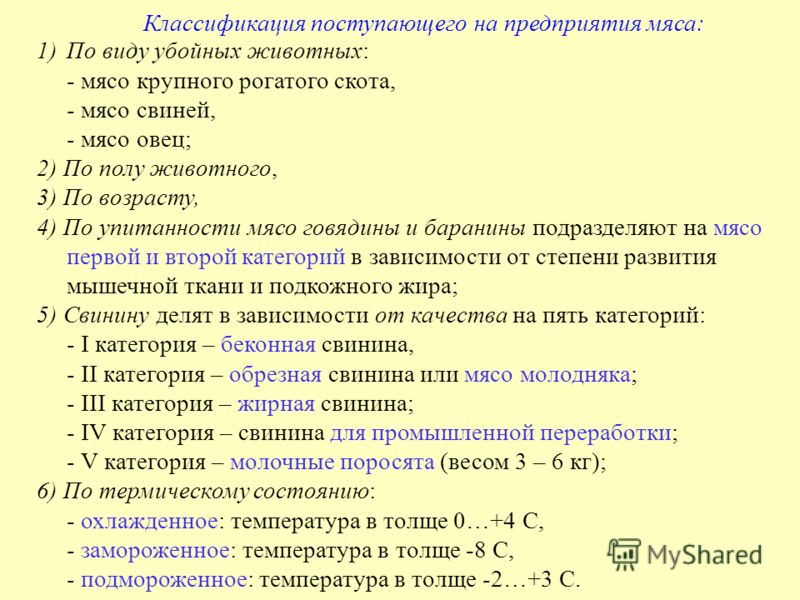 Классификация поступающего на предприятия мяса:
1) По виду убойных животных:
- мясо крупного рогатого скота,
- мясо свиней,
- мясо овец;
2) По полу животного,
3) По возрасту,
4) По упитанности мясо говядины и баранины подразделяют на мясо
первой и второй категорий в зависимости от степени развития
мышечной ткани и подкожного жира;
5) Свинину делят в зависимости от качества на пять категорий:
- I категория – беконная свинина,
- II категория – обрезная свинина или мясо молодняка;
- III категория – жирная свинина;
- IV категория – свинина для промышленной переработки;
- V категория – молочные поросята (весом 3 – 6 кг);
6) По термическому состоянию:
- охлажденное: температура в толще 0…+4 С,
- замороженное: температура в толще -8 С,
- подмороженное: температура в толще -2…+3 С.
MyShared